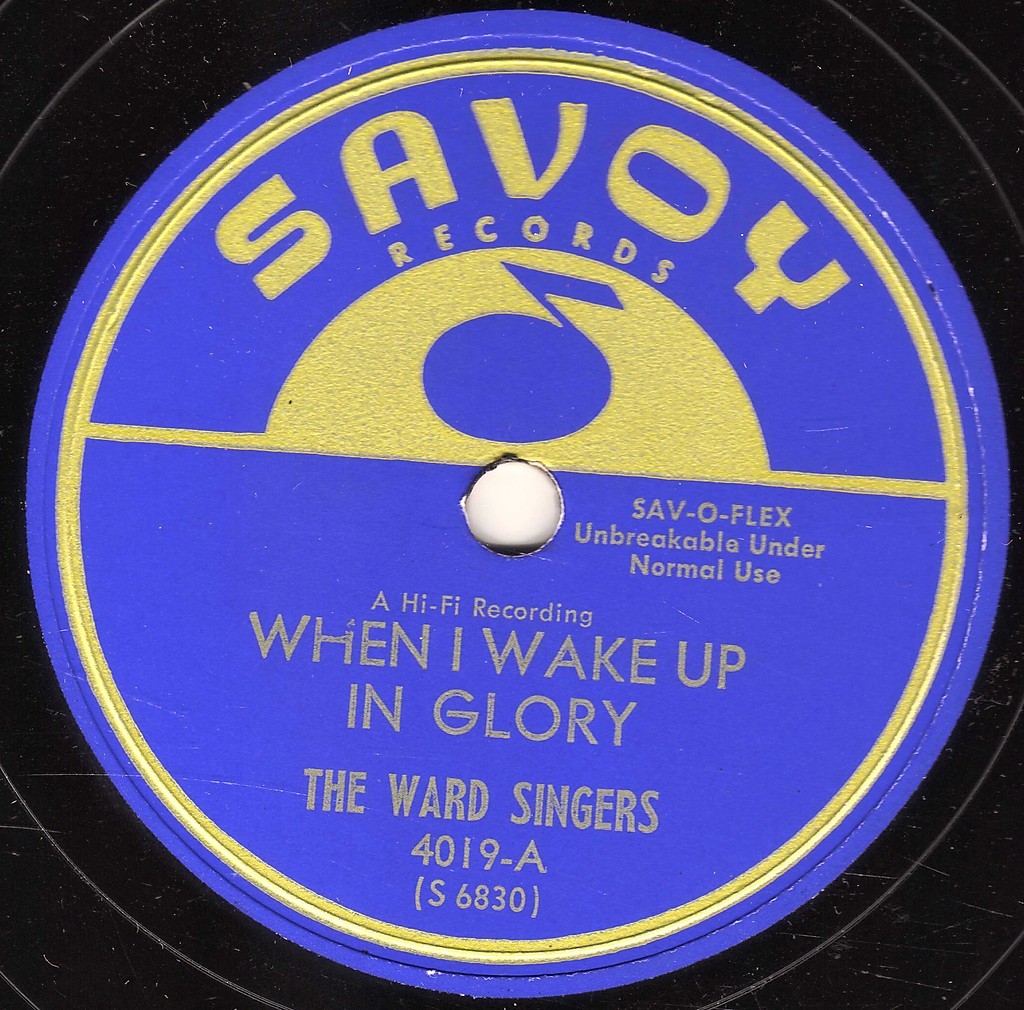 SAVOY
RECORDS
SAV-O-FLEX
Unbreakable Under
Normal Use
A Hi-Fi Recording
WHEN I WAKE UP
IN GLORY
THE WARD SINGERS
4019-A
(S 6830)